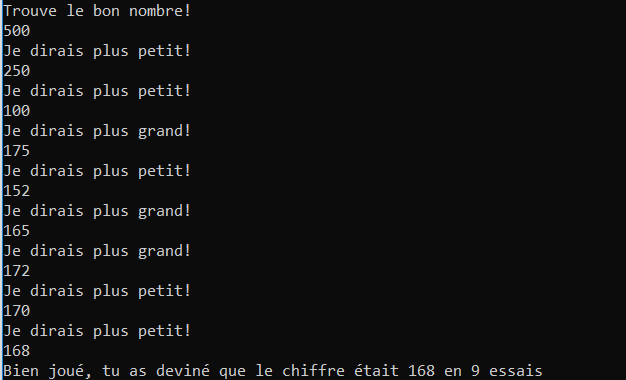 Trouve le bon nombre!
500
Je dirais plus petit!
250
Je dirais plus petit!
100
Je dirais plus grand!
175
Je dirais plus petit!
152
Je dirais plus grand!
165
Je dirais plus grand!
172
Je dirais plus petit!
170
Je dirais plus petit!
168
Bien joué, tu as deviné que le chiffre était 168 en 9 essais